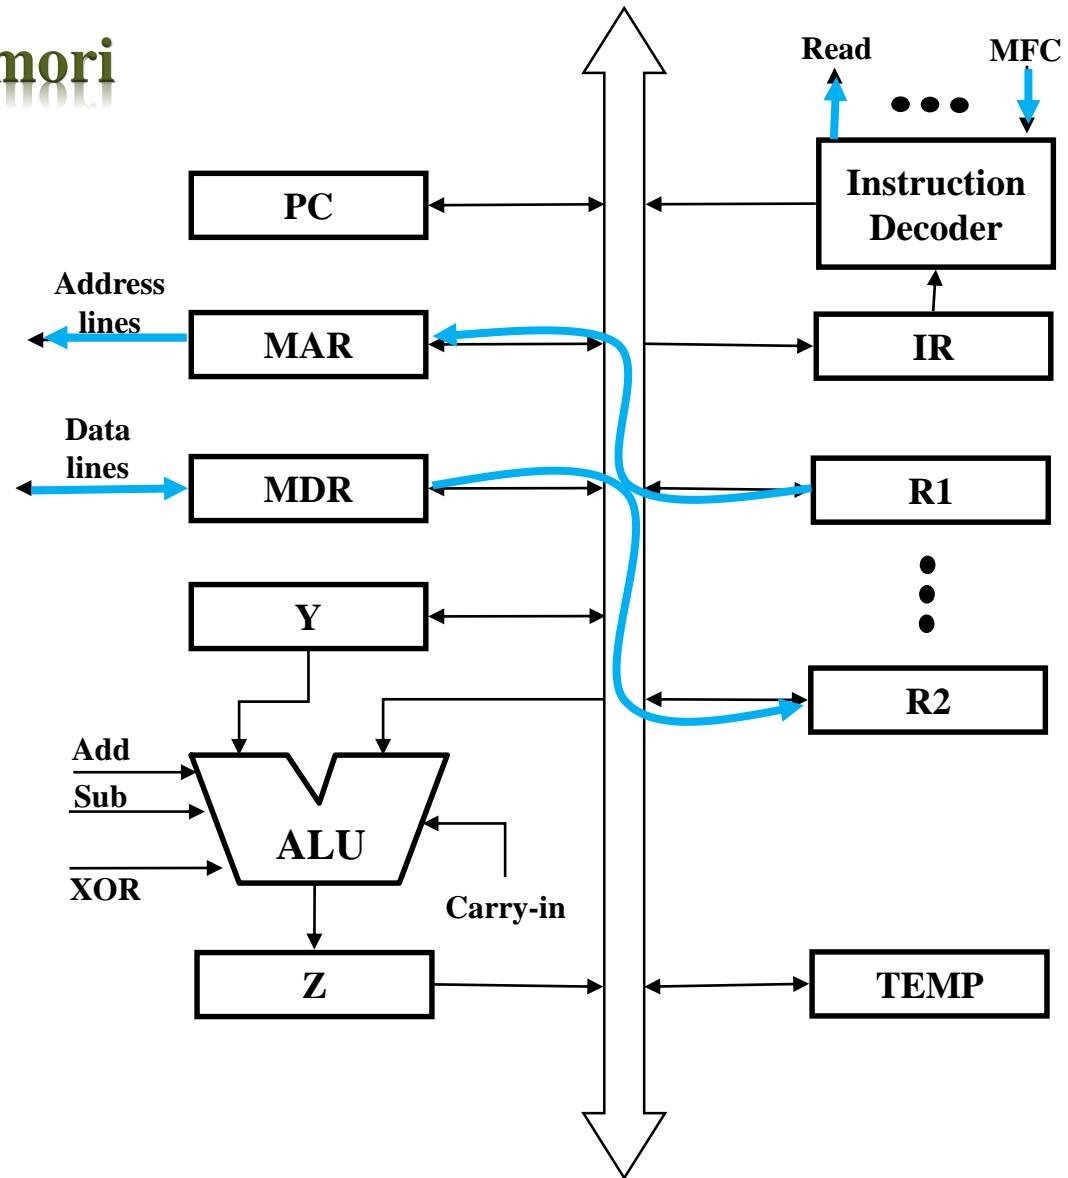 mori
Read
MFC
PC
Instruction
Decoder
Address
lines
MAR
IR
Data
lines
MDR
R1
Y
R2
Add
Sub
ALU
XOR
Carry-in
Z
TEMP